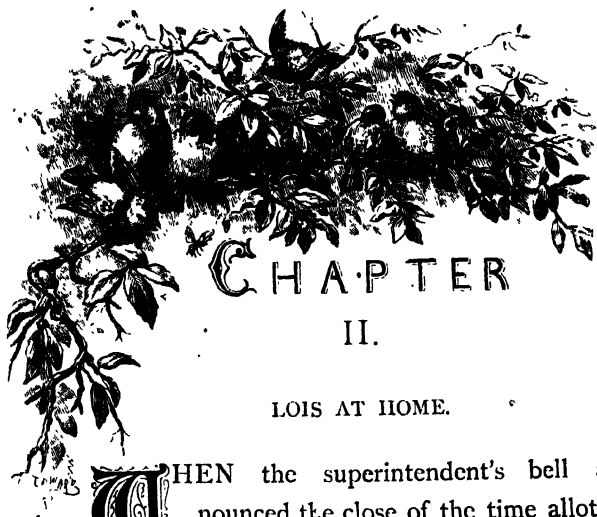 CHAPTER
II.
LOIS AT HOME.
WHEN the superintendent's bell
nounced the close of the time allot